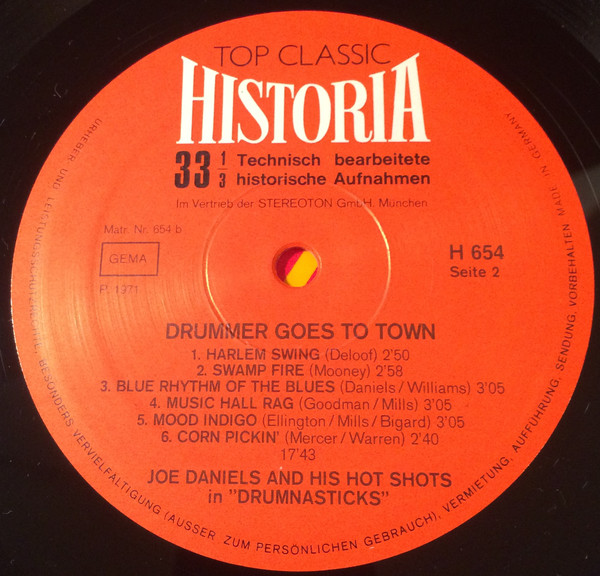 TOP CLASSIC
HISTORIA
33 1/3 Technisch bearbeitete
historische Aufnahmen
Im Vertrieb der STEREOTON GmbH. München
Matr. Nr. 654 b
GEMA
P. 1971
H 654
Seite 2
DRUMMER GOES TO TOWN
1. HARLEM SWING (Deloof) 2'50
2. SWAMP FIRE (Mooney) 2'58
3. BLUE RHYTHM OF THE BLUES (Daniels/Williams) 3'05
4. MUSIC HALL RAG (Goodman/Mills) 3'05
5. MOOD INDIGO (Ellington/Mills/Bigard) 3'05
6. CORN PICKIN' (Mercer/Warren) 2'40
17'43
JOE DANIELS AND HIS HOT SHOTS
in "DRUMNASTICKS"
URHEBER UND LEISTUNGSSCHUTZRECHTE, BESONDERS VERVIELFÄLTIGUNG (AUSSER ZUM PERSÖNLICHEN GEBRAUCH), VERMIETUNG, AUFFÜHRUNG, SENDUNG, VORBEHALTEN MADE IN GERMANY